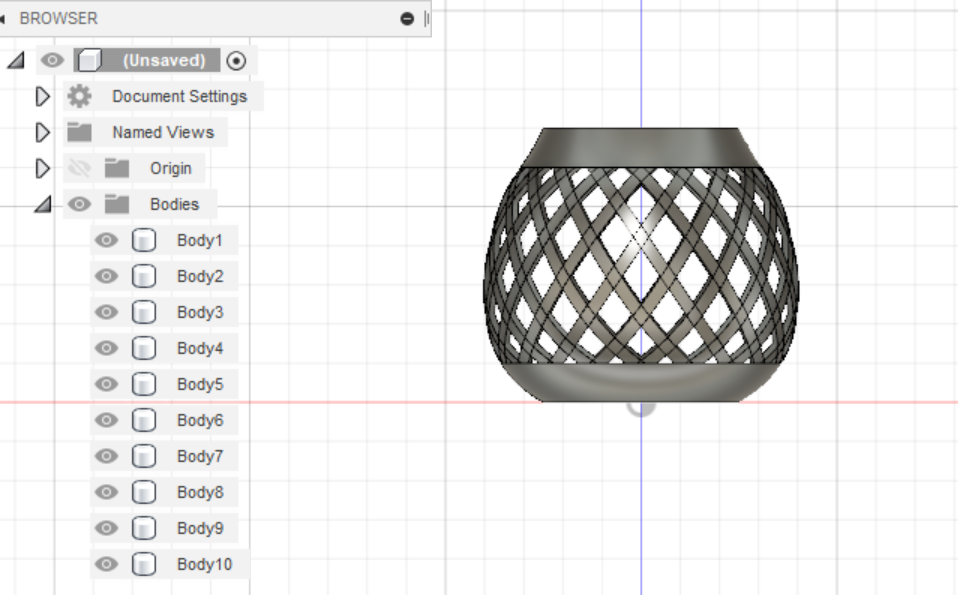 BROWSER
(Unsaved)
Document Settings
Named Views
Origin
Bodies
Body1
Body2
Body3
Body4
Body5
Body6
Body7
Body8
Body9
Body10